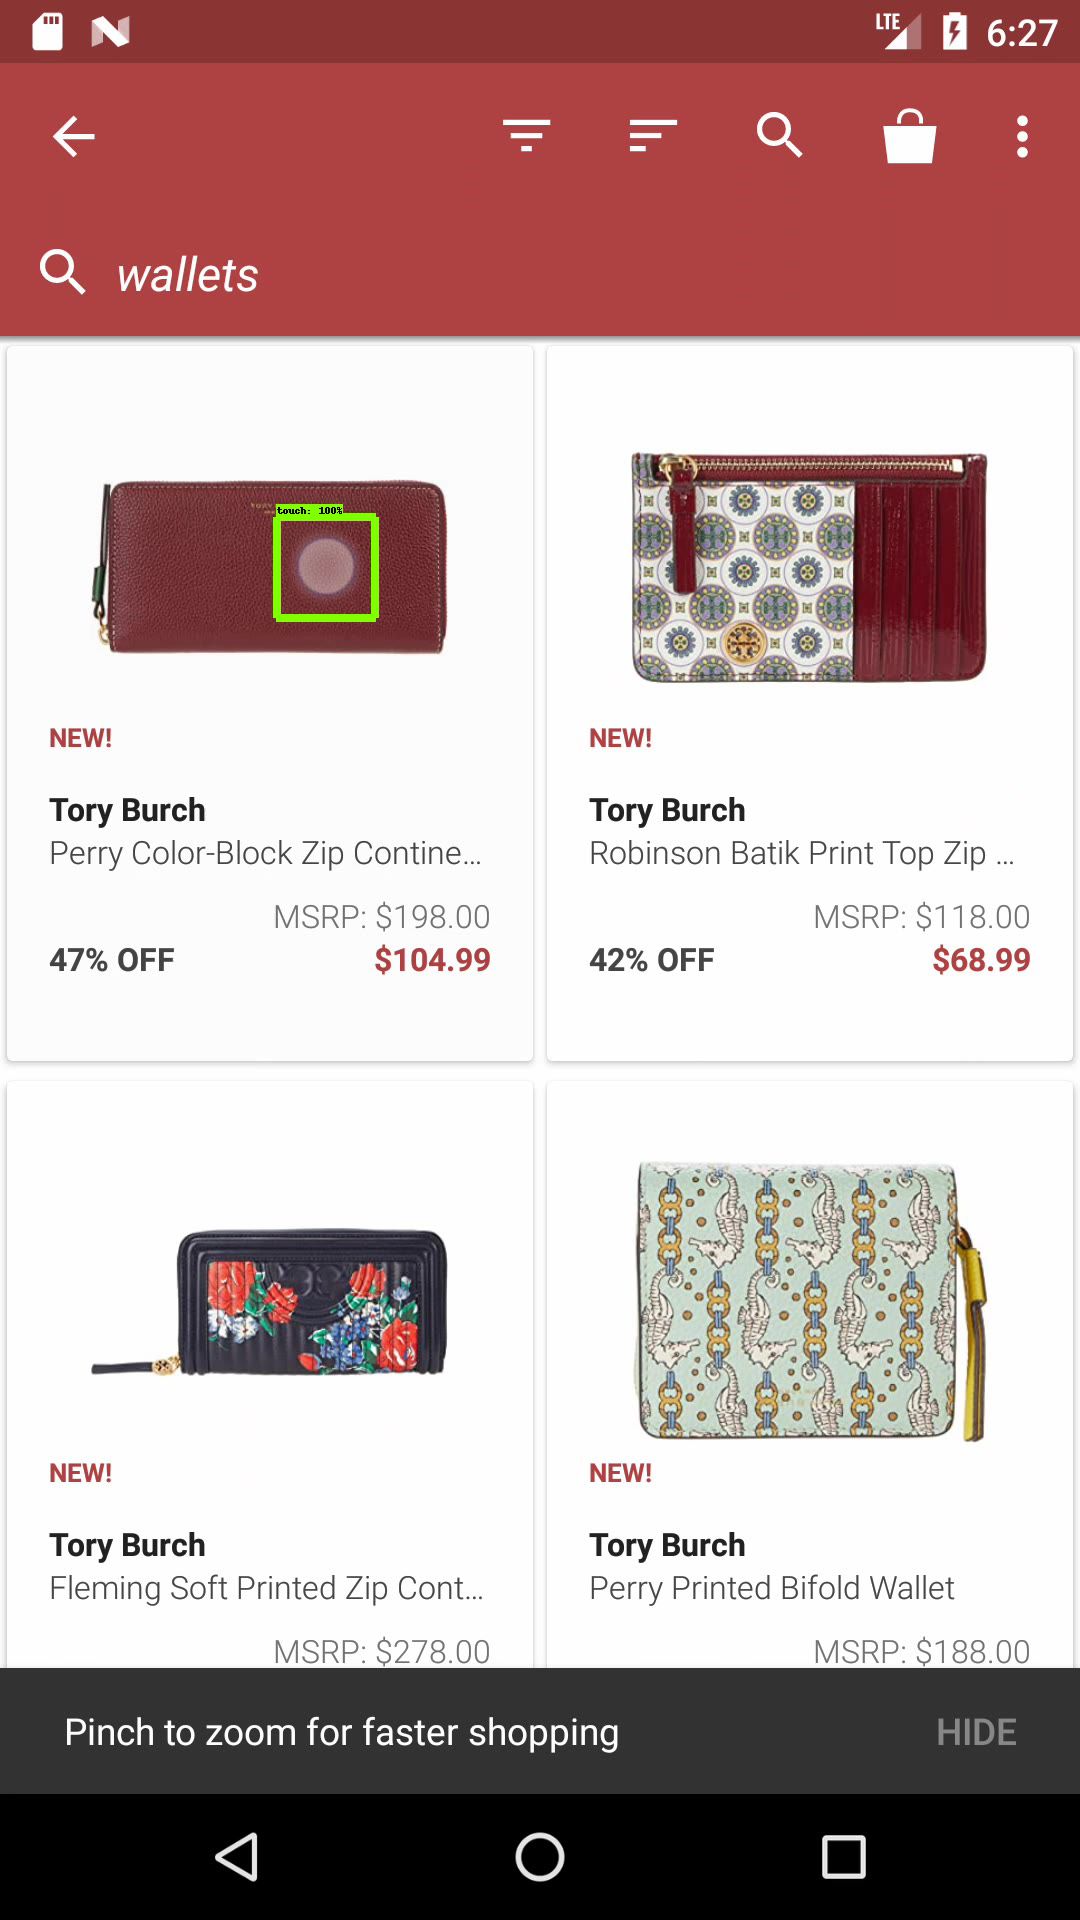 LTE 6:27
wallets
touch: 100%
NEW!
Tory Burch
Perry Color-Block Zip Contine...
MSRP: $198.00
47% OFF $104.99
NEW!
Tory Burch
Robinson Batik Print Top Zip ...
MSRP: $118.00
42% OFF $68.99
NEW!
Tory Burch
Fleming Soft Printed Zip Cont...
MSRP: $278.00
NEW!
Tory Burch
Perry Printed Bifold Wallet
MSRP: $188.00
Pinch to zoom for faster shopping HIDE